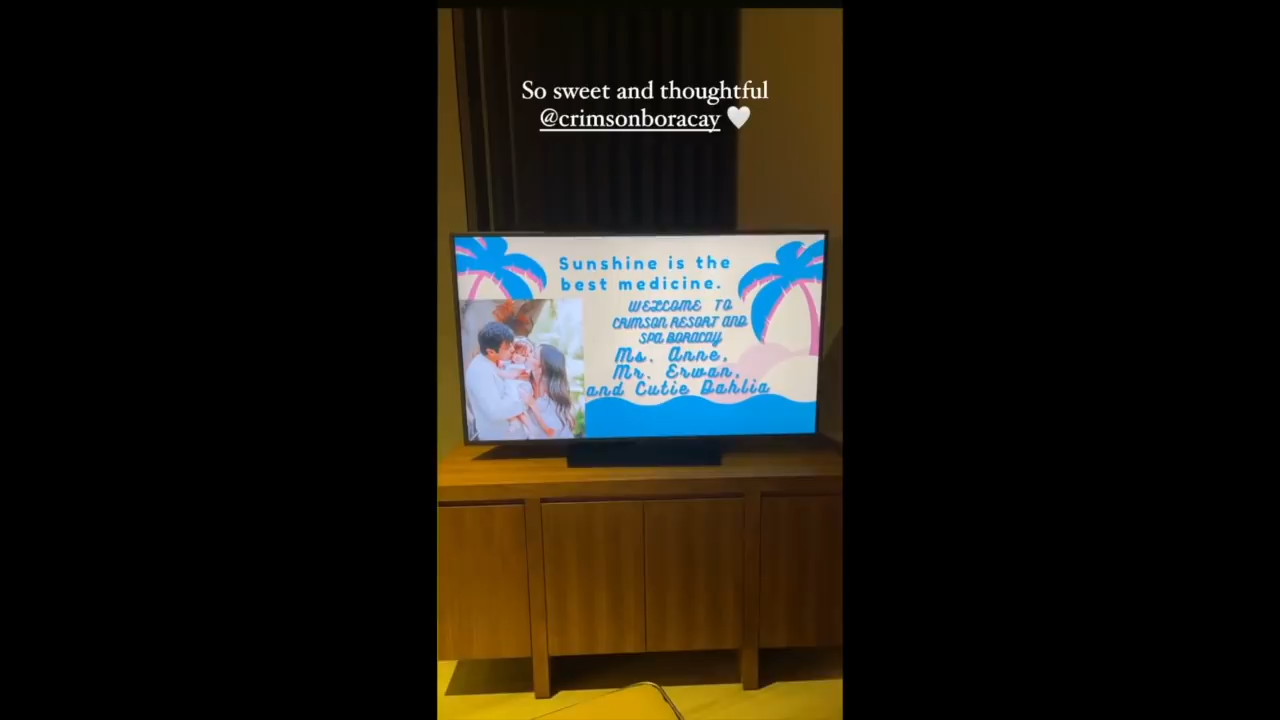 So sweet and thoughtful
@crimsonboracay 🤍
Sunshine is the
best medicine.
WELCOME TO
CRIMSON RESORT AND
SPA BORACAY
Ms. Anne,
Mr. Erwan,
and Cutie Dahlia